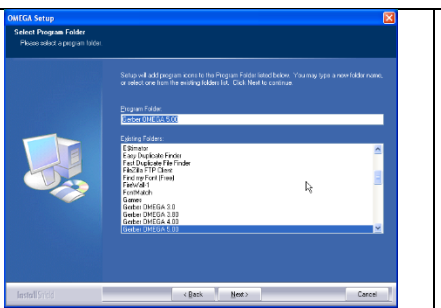 OMEGA Setup
Select Program Folder
Please select a program folder.
Setup will add program icons to the Program Folder listed below. You may type a new folder name,
or select one from the existing folders list. Click Next to continue.
Program Folder:
Gerber OMEGA 5.00
Existing Folders:
EStimator
Easy Duplicate Finder
Fast Duplicate File Finder
FileZilla FTP Client
Find my Font (Free)
FireWall-1
FontMatch
Games
Gerber OMEGA 3.0
Gerber OMEGA 3.80
Gerber OMEGA 4.00
Gerber OMEGA 5.00
InstallShield
< Back
Next >
Cancel